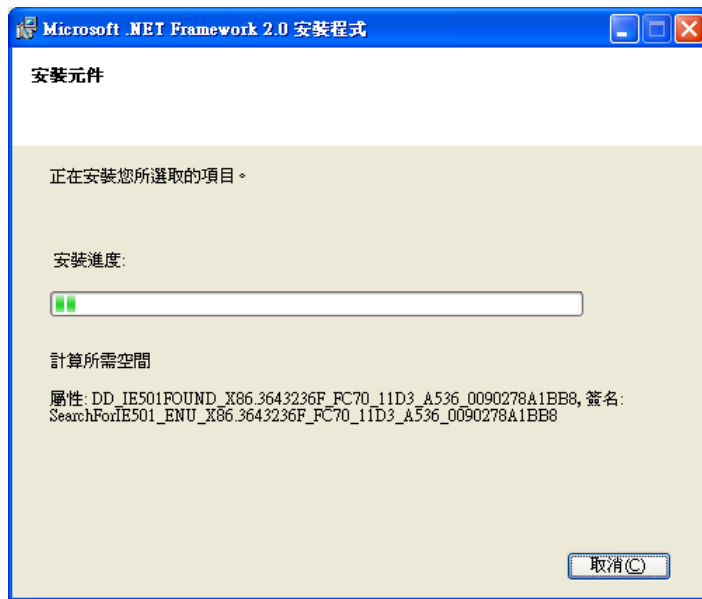 Microsoft .NET Framework 2.0 安裝程式
安裝元件
正在安裝您所選取的項目。
安裝進度:
計算所需空間
屬性: DD_IE501FOUND_X86.3643236F_FC70_11D3_A536_0090278A1BB8, 簽名:
SearchForIE501_ENU_X86.3643236F_FC70_11D3_A536_0090278A1BB8
取消(C)